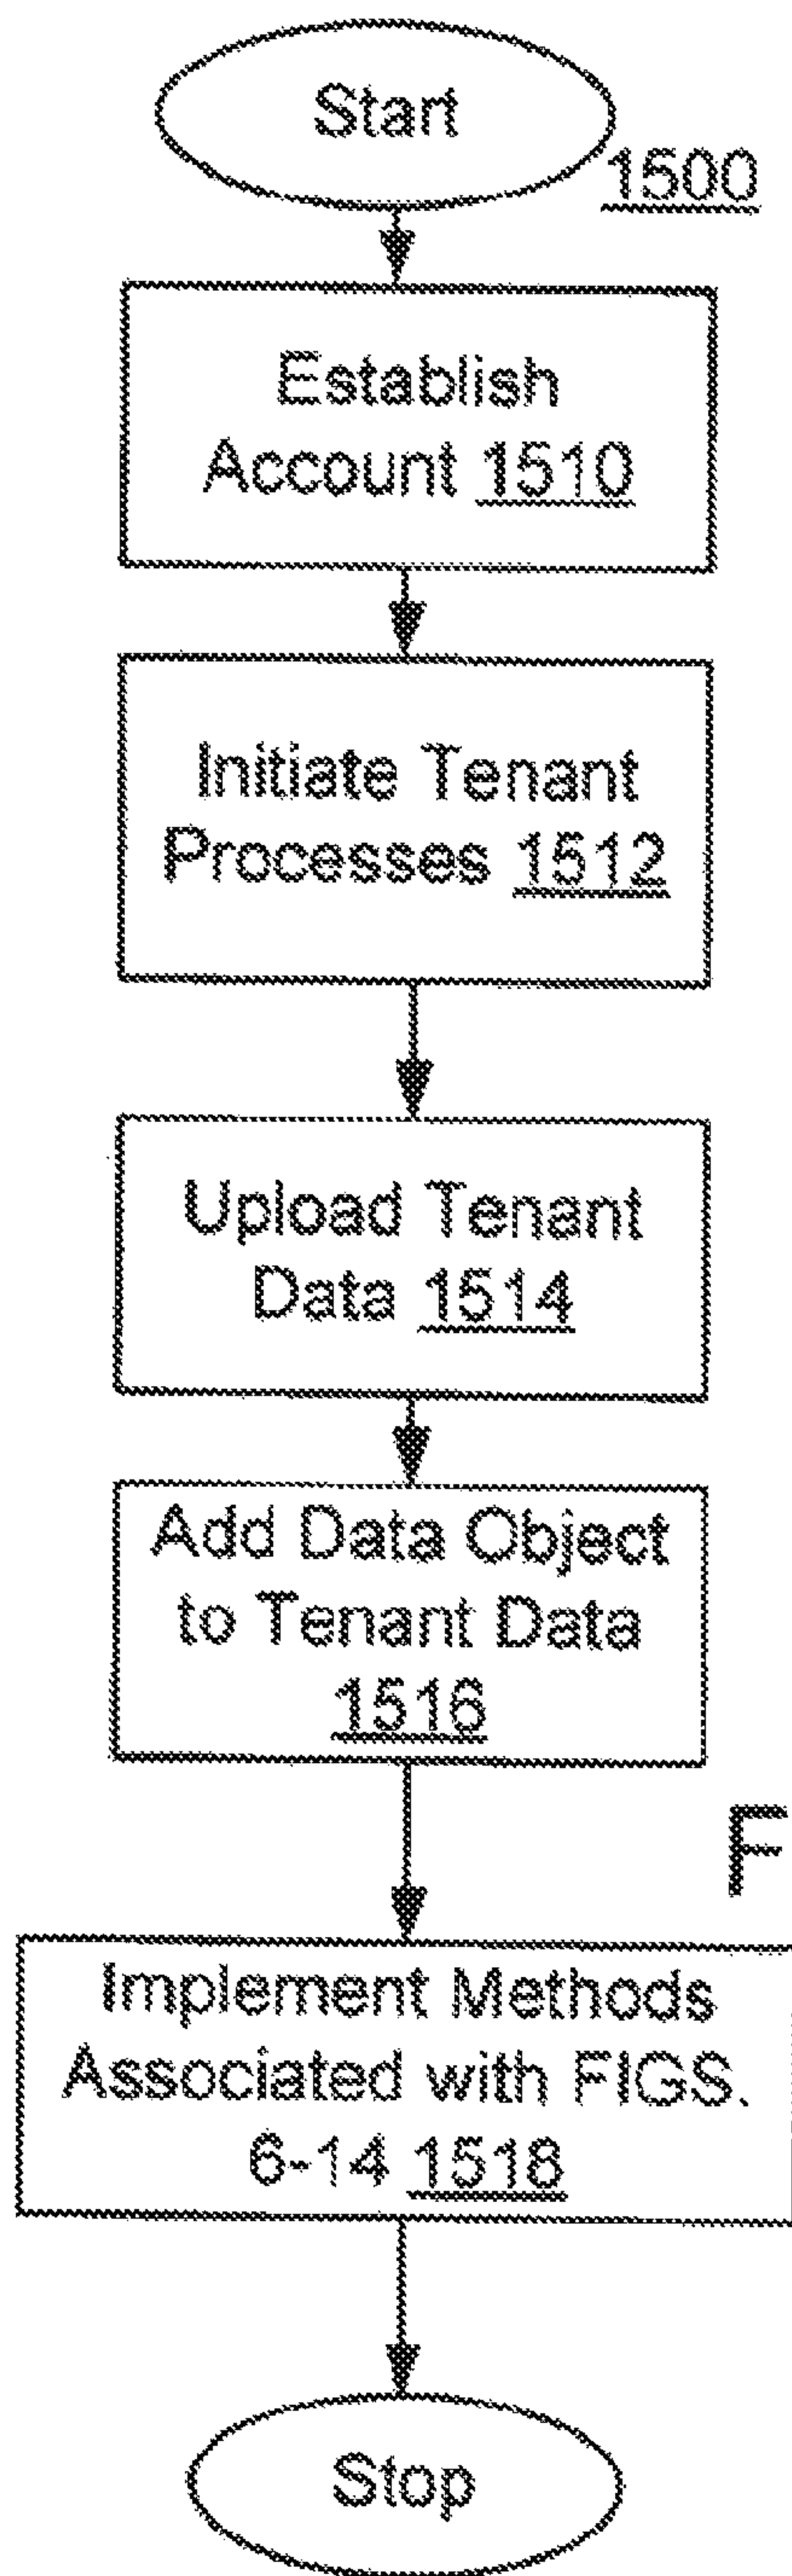 Start
1500
Establish
Account 1510
Initiate Tenant
Processes 1512
Upload Tenant
Data 1514
Add Data Object
to Tenant Data
1516
F
Implement Methods
Associated with FIGS.
6-14 1518
Stop